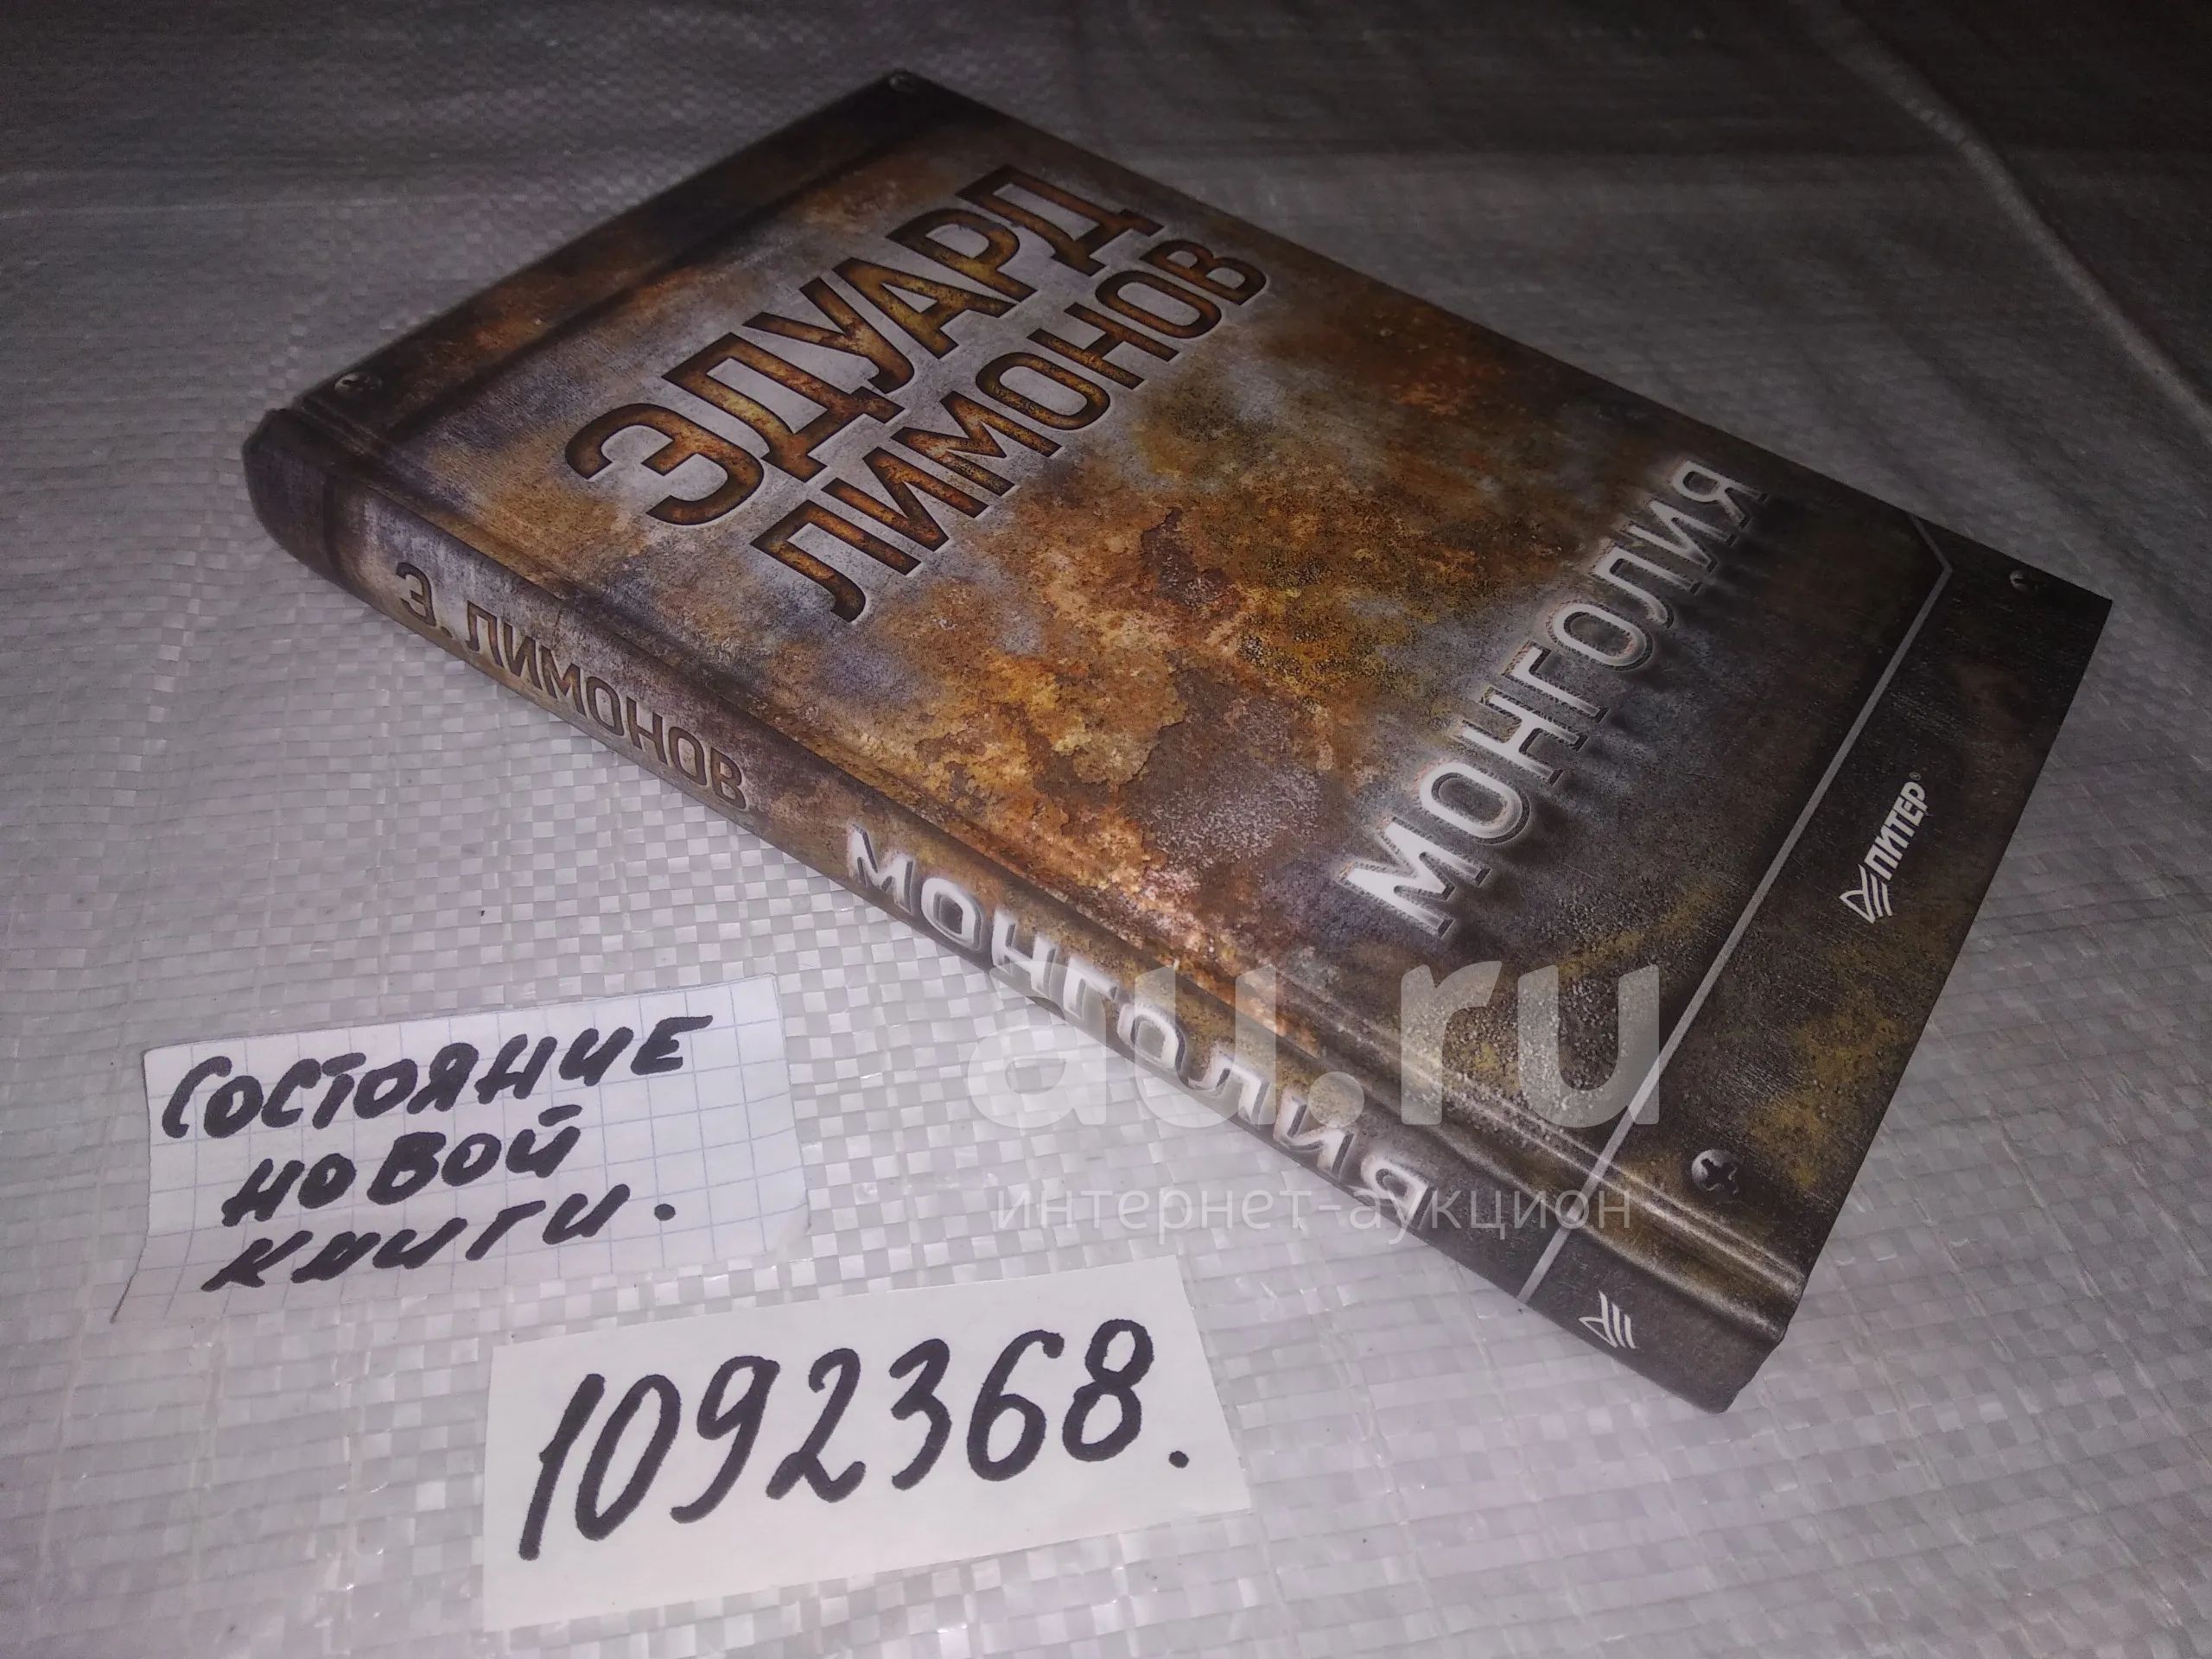 ЭДУАРД
ЛИМОНОВ
МОНГОЛИЯ
ПИТЕР®
Э. ЛИМОНОВ
МОНГОЛИЯ
au.ru
интернет-аукцион
СОСТОЯНИЕ
НОВОЙ
КНИГИ.
1092368.